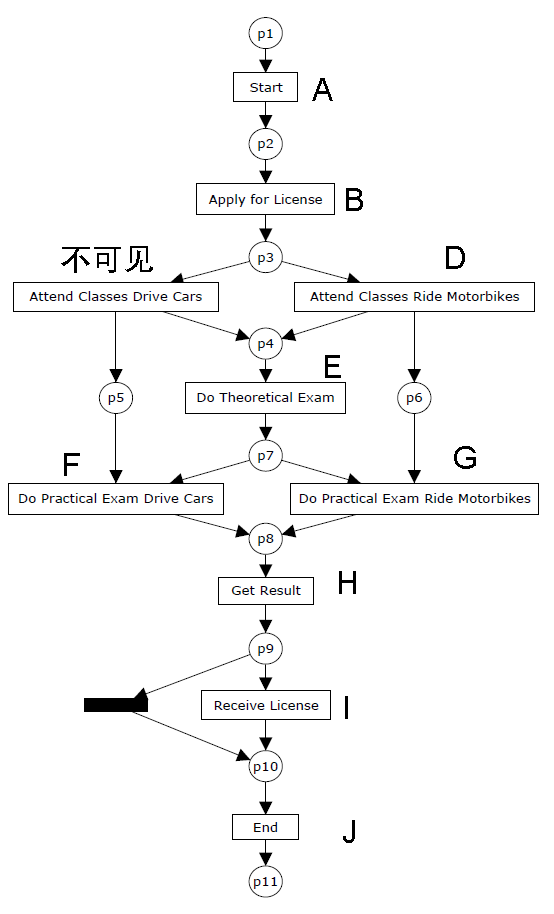 p1
Start A
p2
Apply for License B
p3
不可见 D
Attend Classes Drive Cars Attend Classes Ride Motorbikes
p4
E
p5 Do Theoretical Exam p6
p7
F G
Do Practical Exam Drive Cars Do Practical Exam Ride Motorbikes
p8
Get Result H
p9
Receive License I
p10
End J
p11